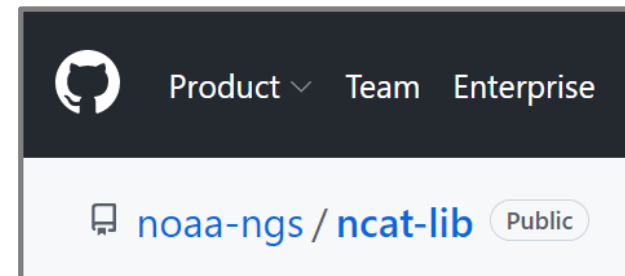 Product Team Enterprise
noaa-ngs / ncat-lib Public